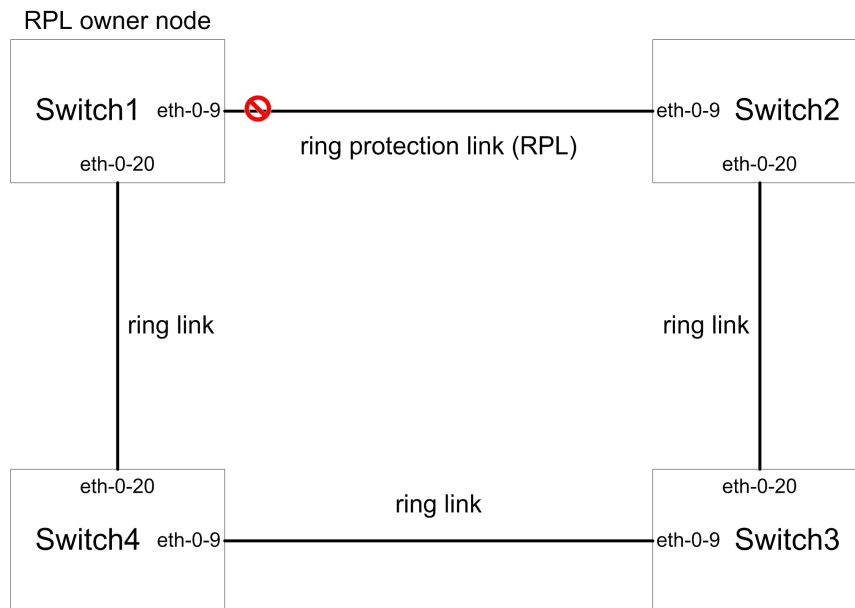 RPL owner node
Switch1 eth-0-9
eth-0-20
eth-0-9 Switch2
eth-0-20
ring protection link (RPL)
ring link
ring link
eth-0-20
Switch4 eth-0-9
ring link
eth-0-20
eth-0-9 Switch3